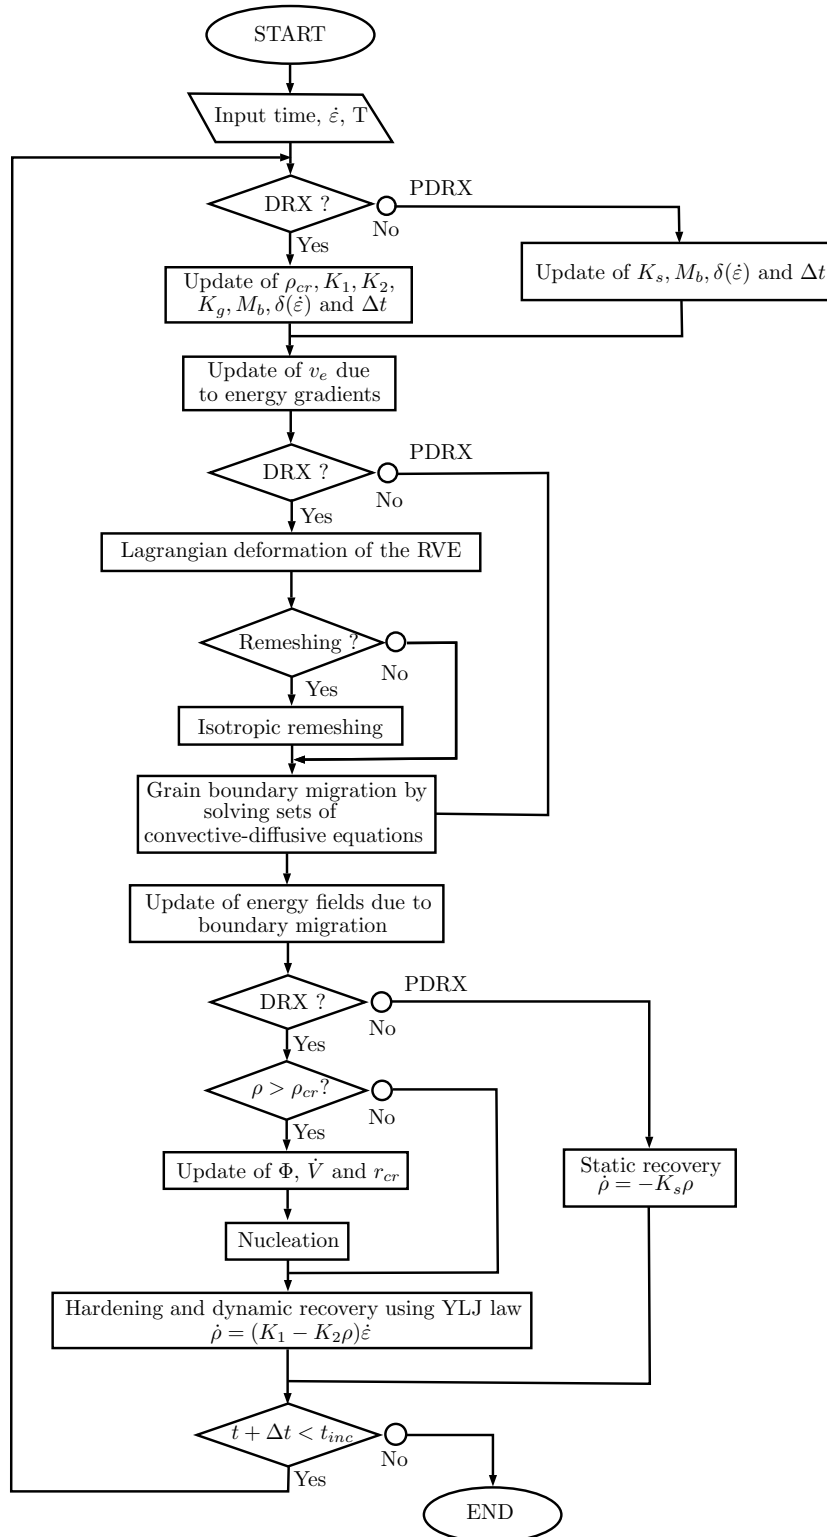 START
Input time, ε̇, T
DRX ?
PDRX
No
Yes
Update of ρ_cr, K_1, K_2,
K_g, M_b, δ(ε̇) and Δt
Update of K_s, M_b, δ(ε̇) and Δt
Update of v_e due
to energy gradients
DRX ?
PDRX
No
Yes
Lagrangian deformation of the RVE
Remeshing ?
No
Yes
Isotropic remeshing
Grain boundary migration by
solving sets of
convective-diffusive equations
Update of energy fields due to
boundary migration
DRX ?
PDRX
No
Yes
ρ > ρ_cr?
No
Yes
Update of Φ, V̇ and r_cr
Static recovery
ρ̇ = −K_sρ
Nucleation
Hardening and dynamic recovery using YLJ law
ρ̇ = (K_1 − K_2ρ)ε̇
t + Δt < t_inc
No
Yes
END